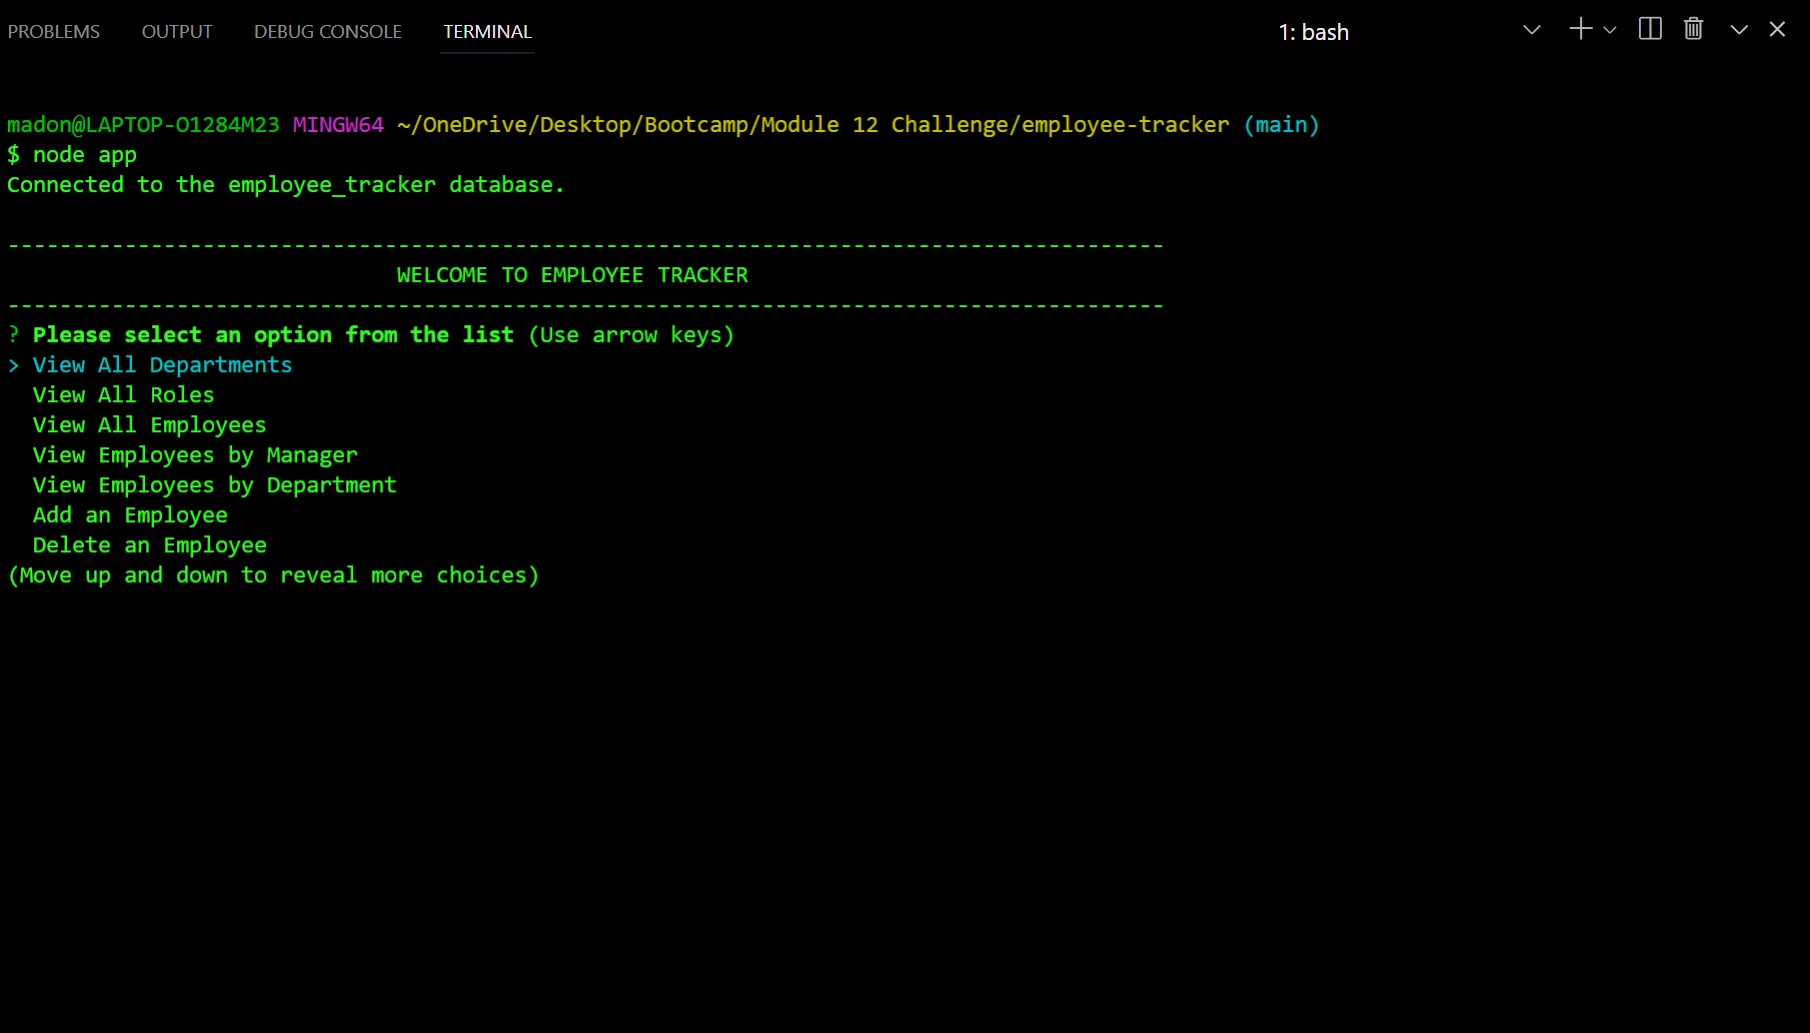 PROBLEMS OUTPUT DEBUG CONSOLE TERMINAL 1: bash
madon@LAPTOP-O1284M23 MINGW64 ~/OneDrive/Desktop/Bootcamp/Module 12 Challenge/employee-tracker (main)
$ node app
Connected to the employee_tracker database.
-----------------------------------------------------------------------------------------
WELCOME TO EMPLOYEE TRACKER
-----------------------------------------------------------------------------------------
? Please select an option from the list (Use arrow keys)
> View All Departments
View All Roles
View All Employees
View Employees by Manager
View Employees by Department
Add an Employee
Delete an Employee
(Move up and down to reveal more choices)